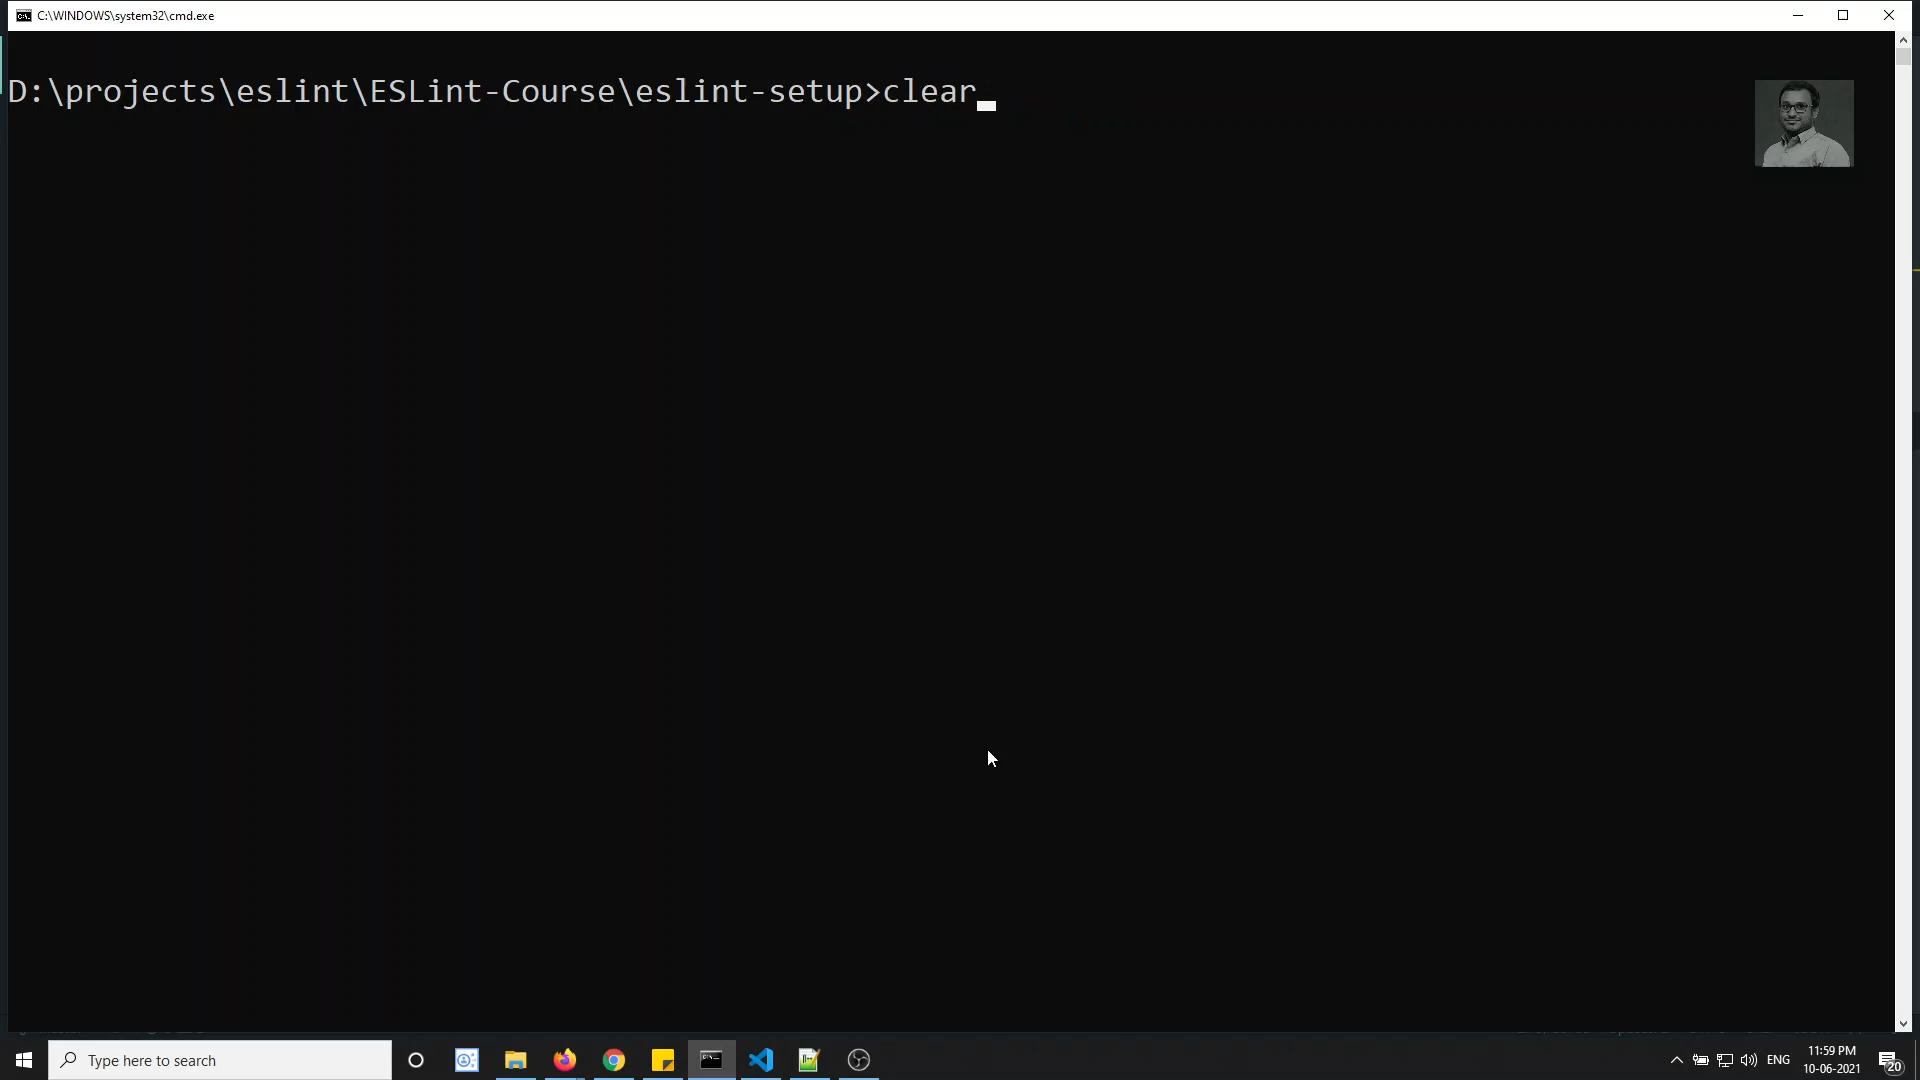 C:\WINDOWS\system32\cmd.exe
D:\projects\eslint\ESLint-Course\eslint-setup>clear
Type here to search
ENG
11:59 PM
10-06-2021
20